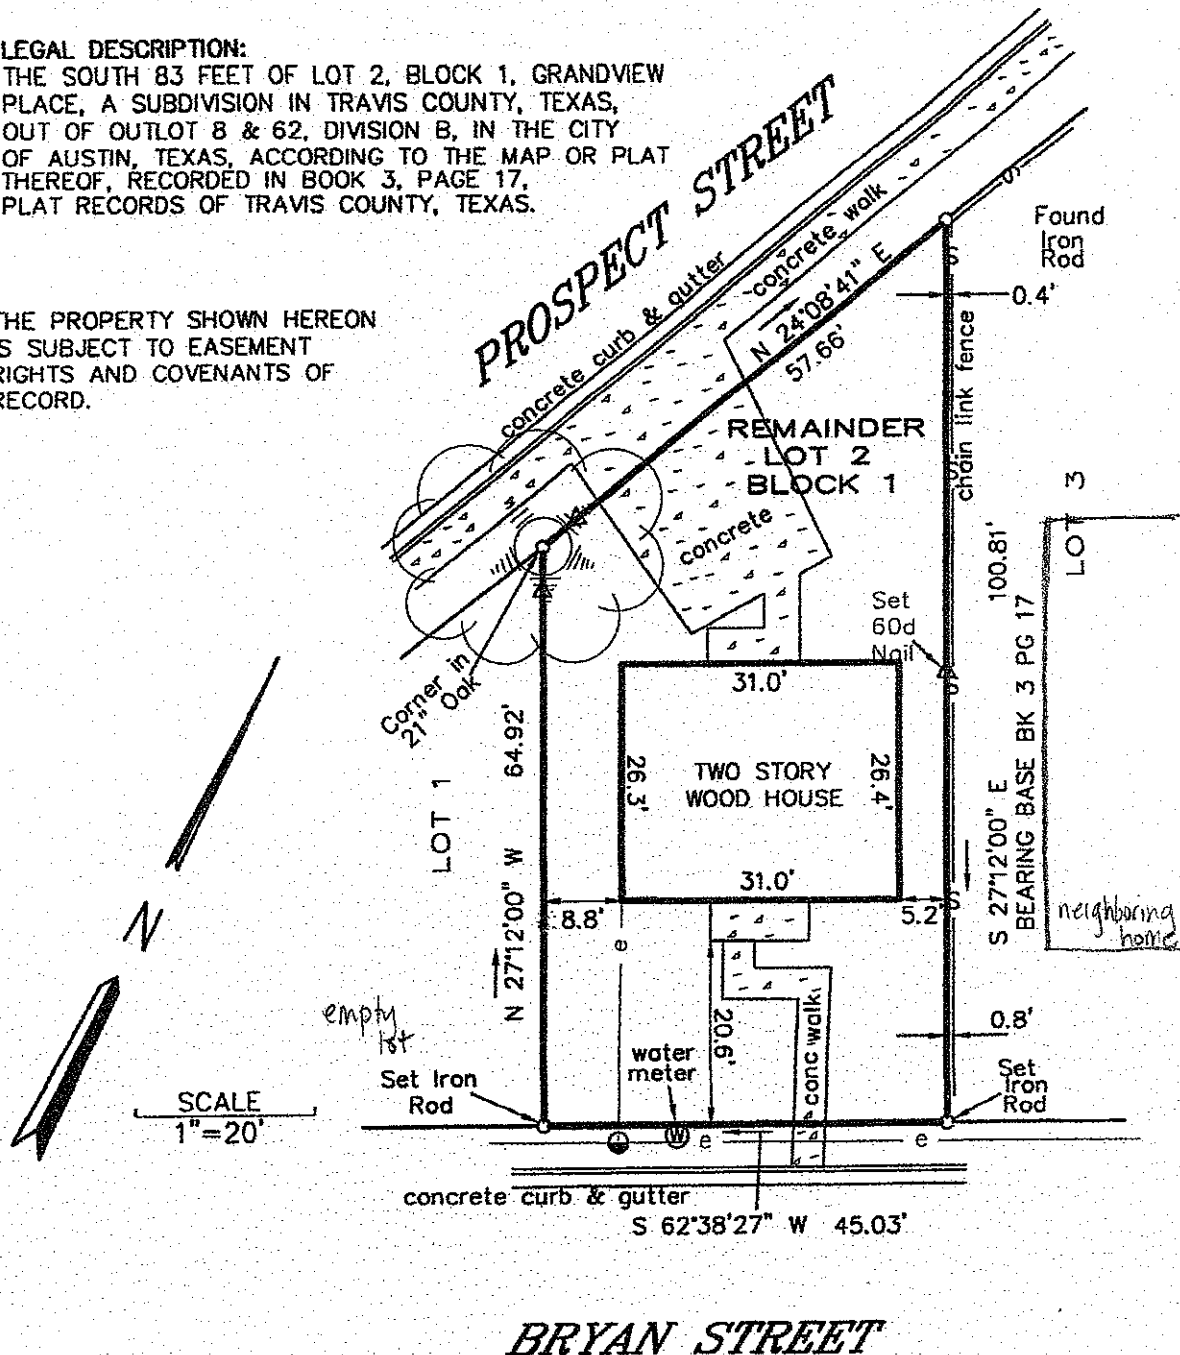 LEGAL DESCRIPTION:
THE SOUTH 83 FEET OF LOT 2, BLOCK 1, GRANDVIEW
PLACE, A SUBDIVISION IN TRAVIS COUNTY, TEXAS,
OUT OF OUTLOT 8 & 62, DIVISION B, IN THE CITY
OF AUSTIN, TEXAS, ACCORDING TO THE MAP OR PLAT
THEREOF, RECORDED IN BOOK 3, PAGE 17,
PLAT RECORDS OF TRAVIS COUNTY, TEXAS.
THE PROPERTY SHOWN HEREON
IS SUBJECT TO EASEMENT
RIGHTS AND COVENANTS OF
RECORD.
PROSPECT STREET
concrete curb & gutter
concrete walk
N 24°08'41" E
57.66'
Found
Iron
Rod
0.4'
S
S
chain link fence
S
REMAINDER
LOT 2
BLOCK 1
concrete
LOT 3
100.81'
S 27°12'00" E
BEARING BASE BK 3 PG 17
Set
60d
Nail
S
Corner in
21" Oak
LOT 1
N 27°12'00" W 64.92'
31.0'
26.3'
TWO STORY
WOOD HOUSE
26.4'
31.0'
8.8'
5.2'
S
e
neighboring
home
N
empty
lot
20.6'
conc walk
0.8'
water
meter
Set Iron
Rod
Set
Iron
Rod
SCALE
1"=20'
W
e
e
concrete curb & gutter
S 62°38'27" W 45.03'
BRYAN STREET